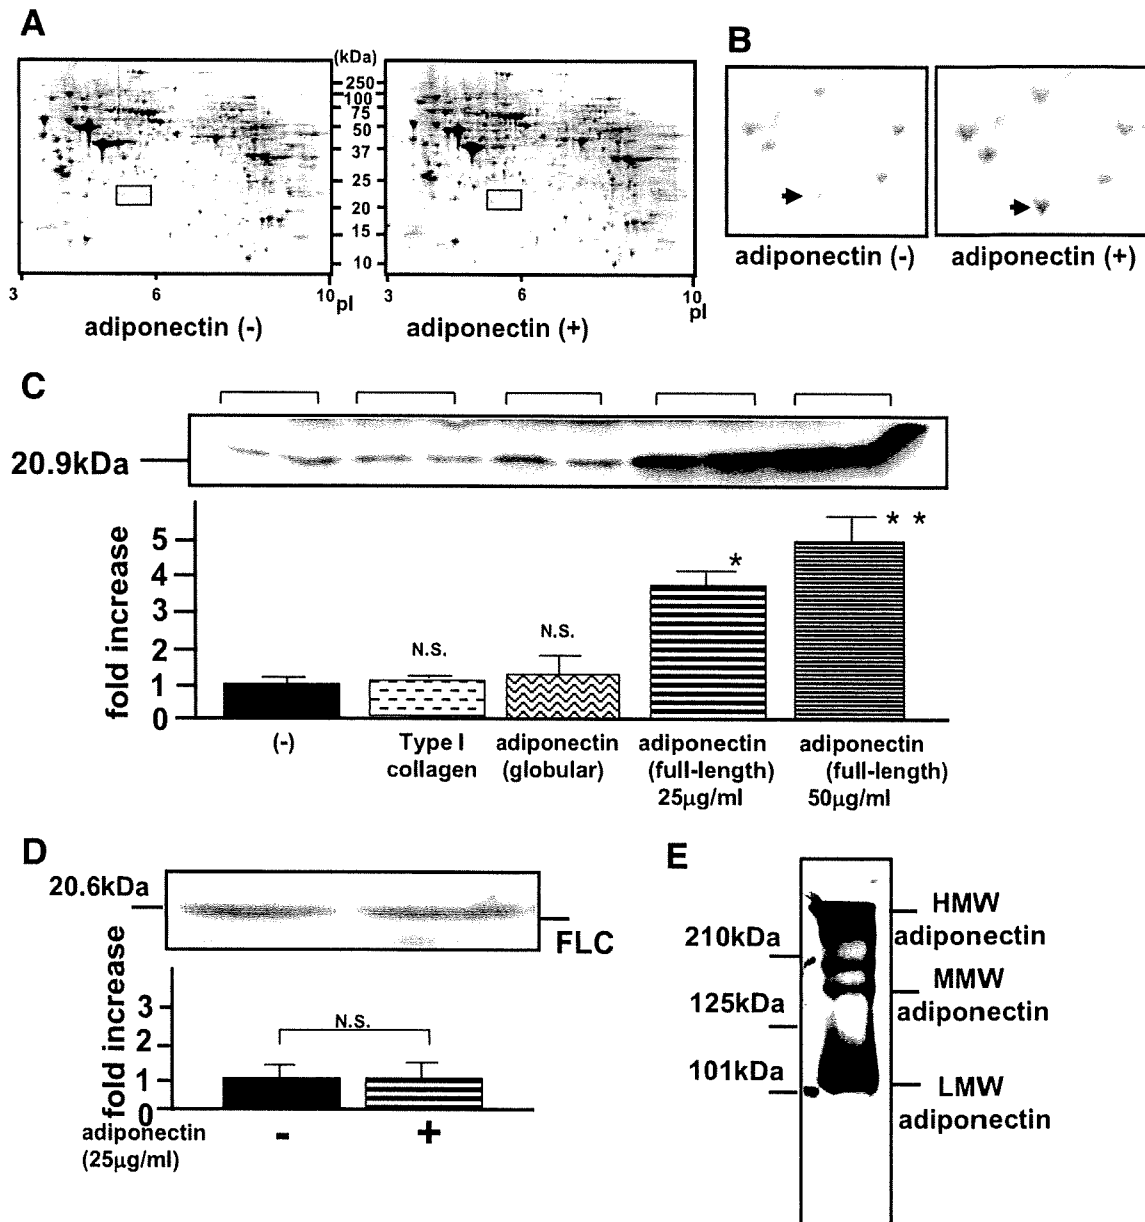 A
(kDa)
250
100
75
50
37
25
20
15
10
3
6
10
pI
3
6
10
pI
adiponectin (-)
adiponectin (+)
B
adiponectin (-)
adiponectin (+)
C
20.9kDa
fold increase
5
4
3
2
1
0
N.S.
N.S.
*
* *
(-)
Type I
collagen
adiponectin
(globular)
adiponectin
(full-length)
25μg/ml
adiponectin
(full-length)
50μg/ml
D
20.6kDa
FLC
fold increase
3
2
1
0
N.S.
adiponectin
(25μg/ml)
-
+
E
210kDa
125kDa
101kDa
HMW
adiponectin
MMW
adiponectin
LMW
adiponectin